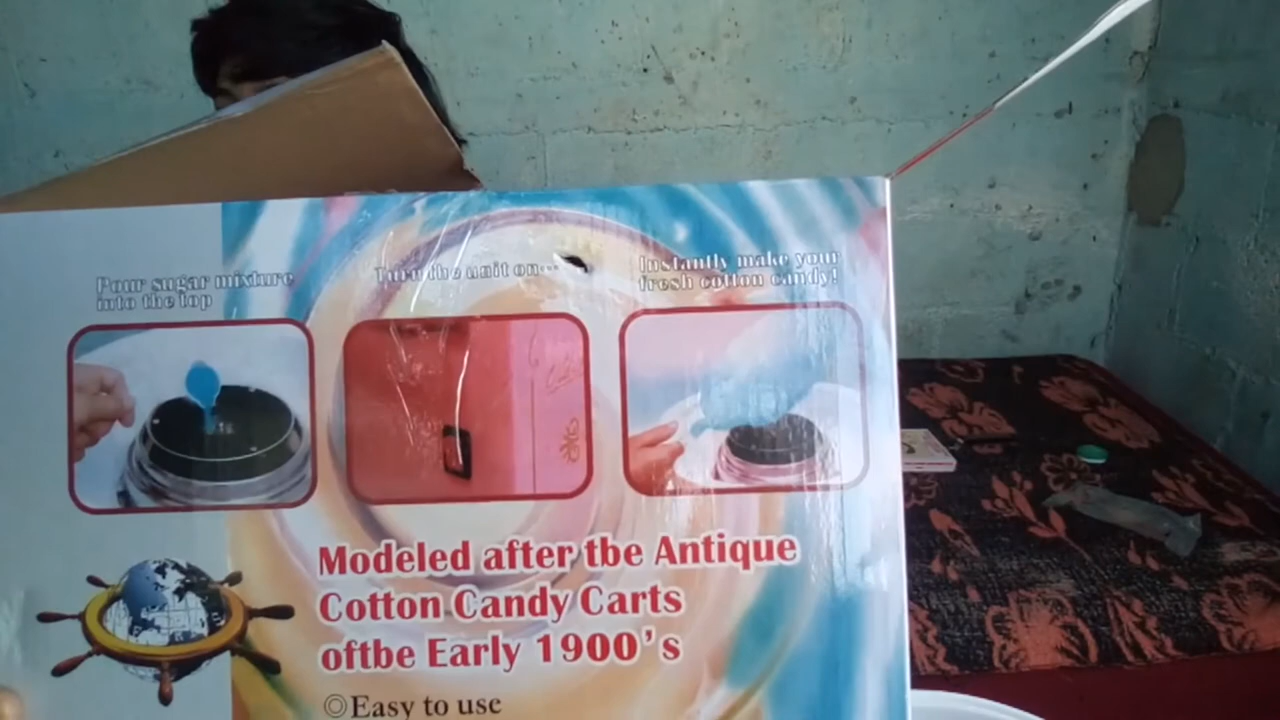 Pour sugar mixture
into the top
Turn the unit on...
Instantly make your
fresh cotton candy!
Modeled after tbe Antique
Cotton Candy Carts
oftbe Early 1900's
◎Easy to use